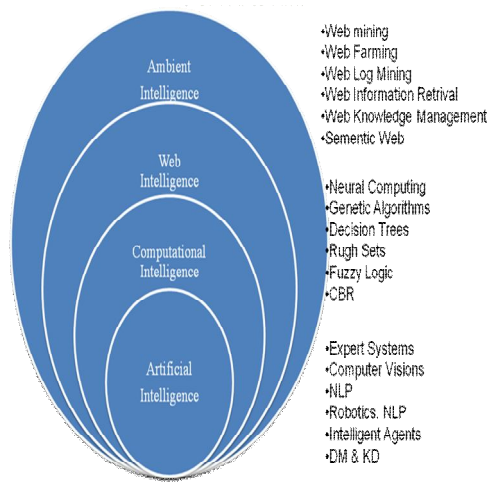 Ambient
Intelligence
Web
Intelligence
Computational
Intelligence
Artificial
Intelligence
•Web mining
•Web Farming
•Web Log Mining
•Web Information Retrival
•Web Knowledge Management
•Sementic Web
•Neural Computing
•Genetic Algorithms
•Decision Trees
•Rugh Sets
•Fuzzy Logic
•CBR
•Expert Systems
•Computer Visions
•NLP
•Robotics. NLP
•Intelligent Agents
•DM & KD